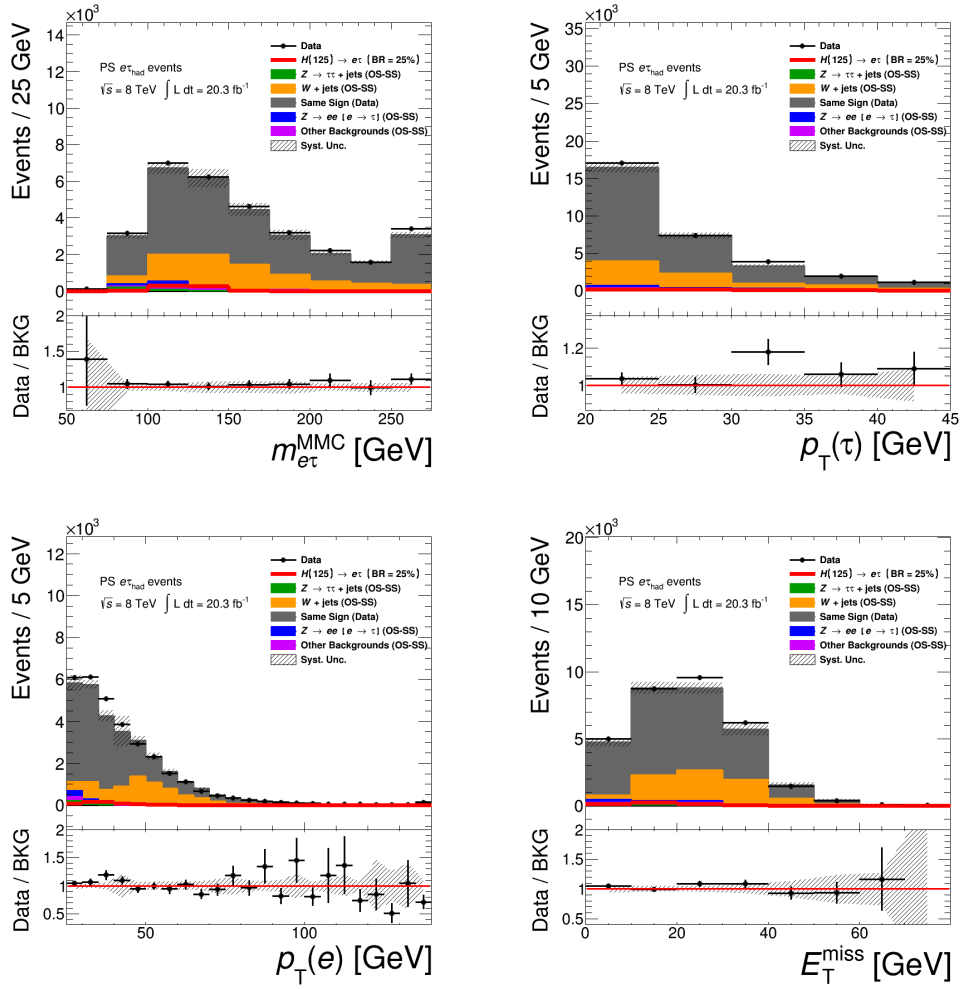 ×10³
Events / 25 GeV
14
12
10
8
6
4
2
0
PS eτhad events
√s = 8 TeV ∫ L dt = 20.3 fb⁻¹
Data
H(125) → eτ (BR = 25%)
Z → ττ + jets (OS-SS)
W + jets (OS-SS)
Same Sign (Data)
Z → ee (e → τ) (OS-SS)
Other Backgrounds (OS-SS)
Syst. Unc.
Data / BKG
1.5
1
50 100 150 200 250
m_eτ^MMC [GeV]
×10³
Events / 5 GeV
35
30
25
20
15
10
5
0
PS eτhad events
√s = 8 TeV ∫ L dt = 20.3 fb⁻¹
Data
H(125) → eτ (BR = 25%)
Z → ττ + jets (OS-SS)
W + jets (OS-SS)
Same Sign (Data)
Z → ee (e → τ) (OS-SS)
Other Backgrounds (OS-SS)
Syst. Unc.
Data / BKG
1.2
1
20 25 30 35 40 45
p_T(τ) [GeV]
×10³
Events / 5 GeV
12
10
8
6
4
2
0
PS eτhad events
√s = 8 TeV ∫ L dt = 20.3 fb⁻¹
Data
H(125) → eτ (BR = 25%)
Z → ττ + jets (OS-SS)
W + jets (OS-SS)
Same Sign (Data)
Z → ee (e → τ) (OS-SS)
Other Backgrounds (OS-SS)
Syst. Unc.
Data / BKG
2
1.5
1
0.5
50 100
p_T(e) [GeV]
×10³
Events / 10 GeV
20
15
10
5
0
PS eτhad events
√s = 8 TeV ∫ L dt = 20.3 fb⁻¹
Data
H(125) → eτ (BR = 25%)
Z → ττ + jets (OS-SS)
W + jets (OS-SS)
Same Sign (Data)
Z → ee (e → τ) (OS-SS)
Other Backgrounds (OS-SS)
Syst. Unc.
Data / BKG
2
1.5
1
0.5
0 20 40 60
E_T^miss [GeV]